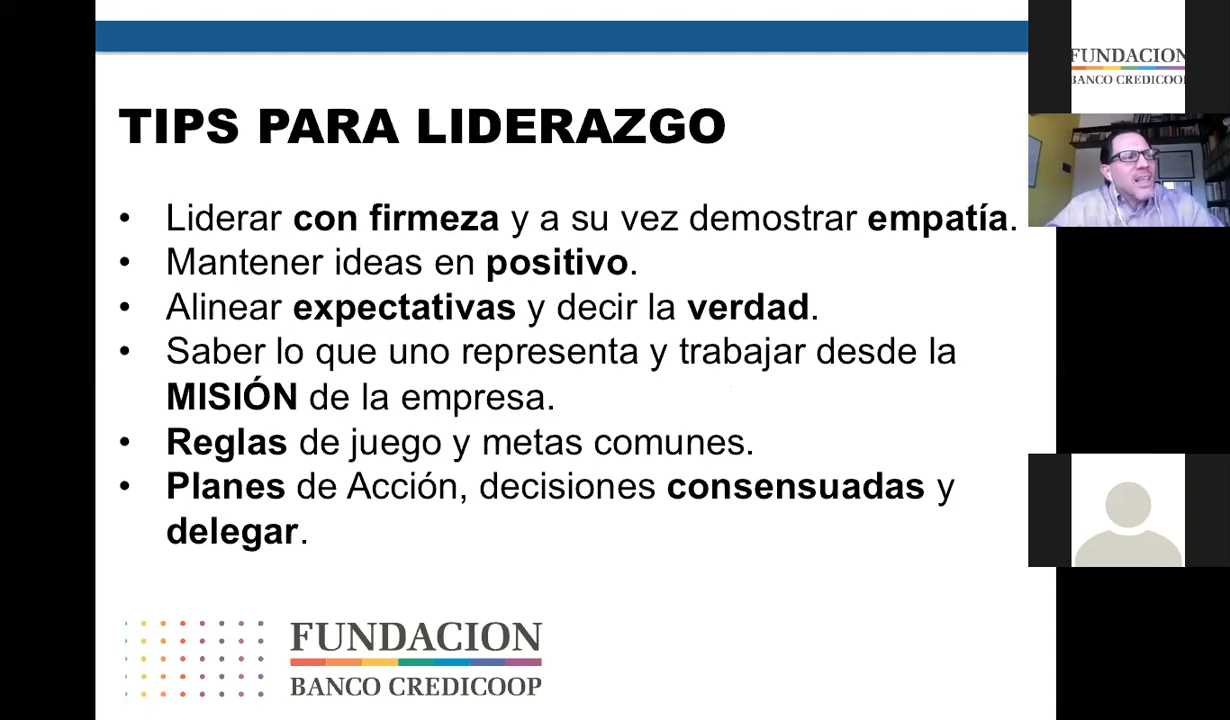 TIPS PARA LIDERAZGO
• Liderar con firmeza y a su vez demostrar empatía.
• Mantener ideas en positivo.
• Alinear expectativas y decir la verdad.
• Saber lo que uno representa y trabajar desde la
MISIÓN de la empresa.
• Reglas de juego y metas comunes.
• Planes de Acción, decisiones consensuadas y
delegar.
FUNDACION
BANCO CREDICOOP
FUNDACION
BANCO CREDICOOP